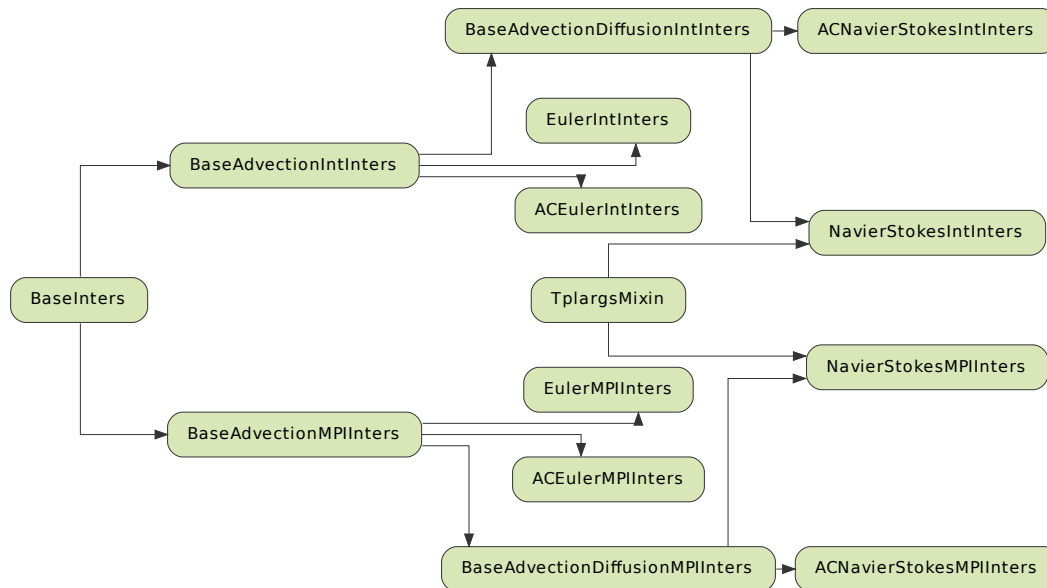 BaseAdvectionDiffusionIntInters
ACNavierStokesIntInters
EulerIntInters
BaseAdvectionIntInters
ACEulerIntInters
NavierStokesIntInters
BaseInters
TplargsMixin
NavierStokesMPIInters
EulerMPIInters
BaseAdvectionMPIInters
ACEulerMPIInters
BaseAdvectionDiffusionMPIInters
ACNavierStokesMPIInters